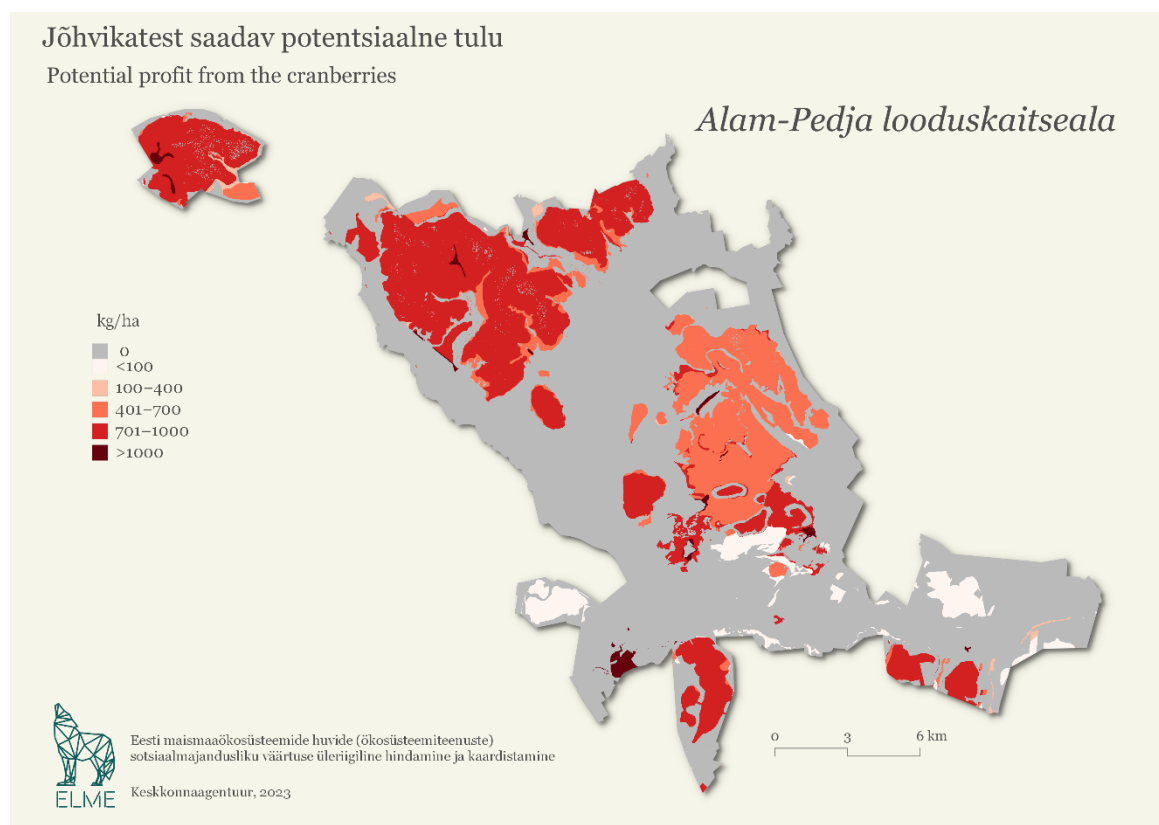 Jõhvikatest saadav potentsiaalne tulu
Potential profit from the cranberries
Alam-Pedja looduskaitseala
kg/ha
0
<100
100–400
401–700
701–1000
>1000
0 3 6 km
Eesti maismaaökosüsteemide huvide (ökosüsteemiteenuste)
sotsiaalmajandusliku väärtuse üleriigiline hindamine ja kaardistamine
Keskkonnaagentuur, 2023
ELME